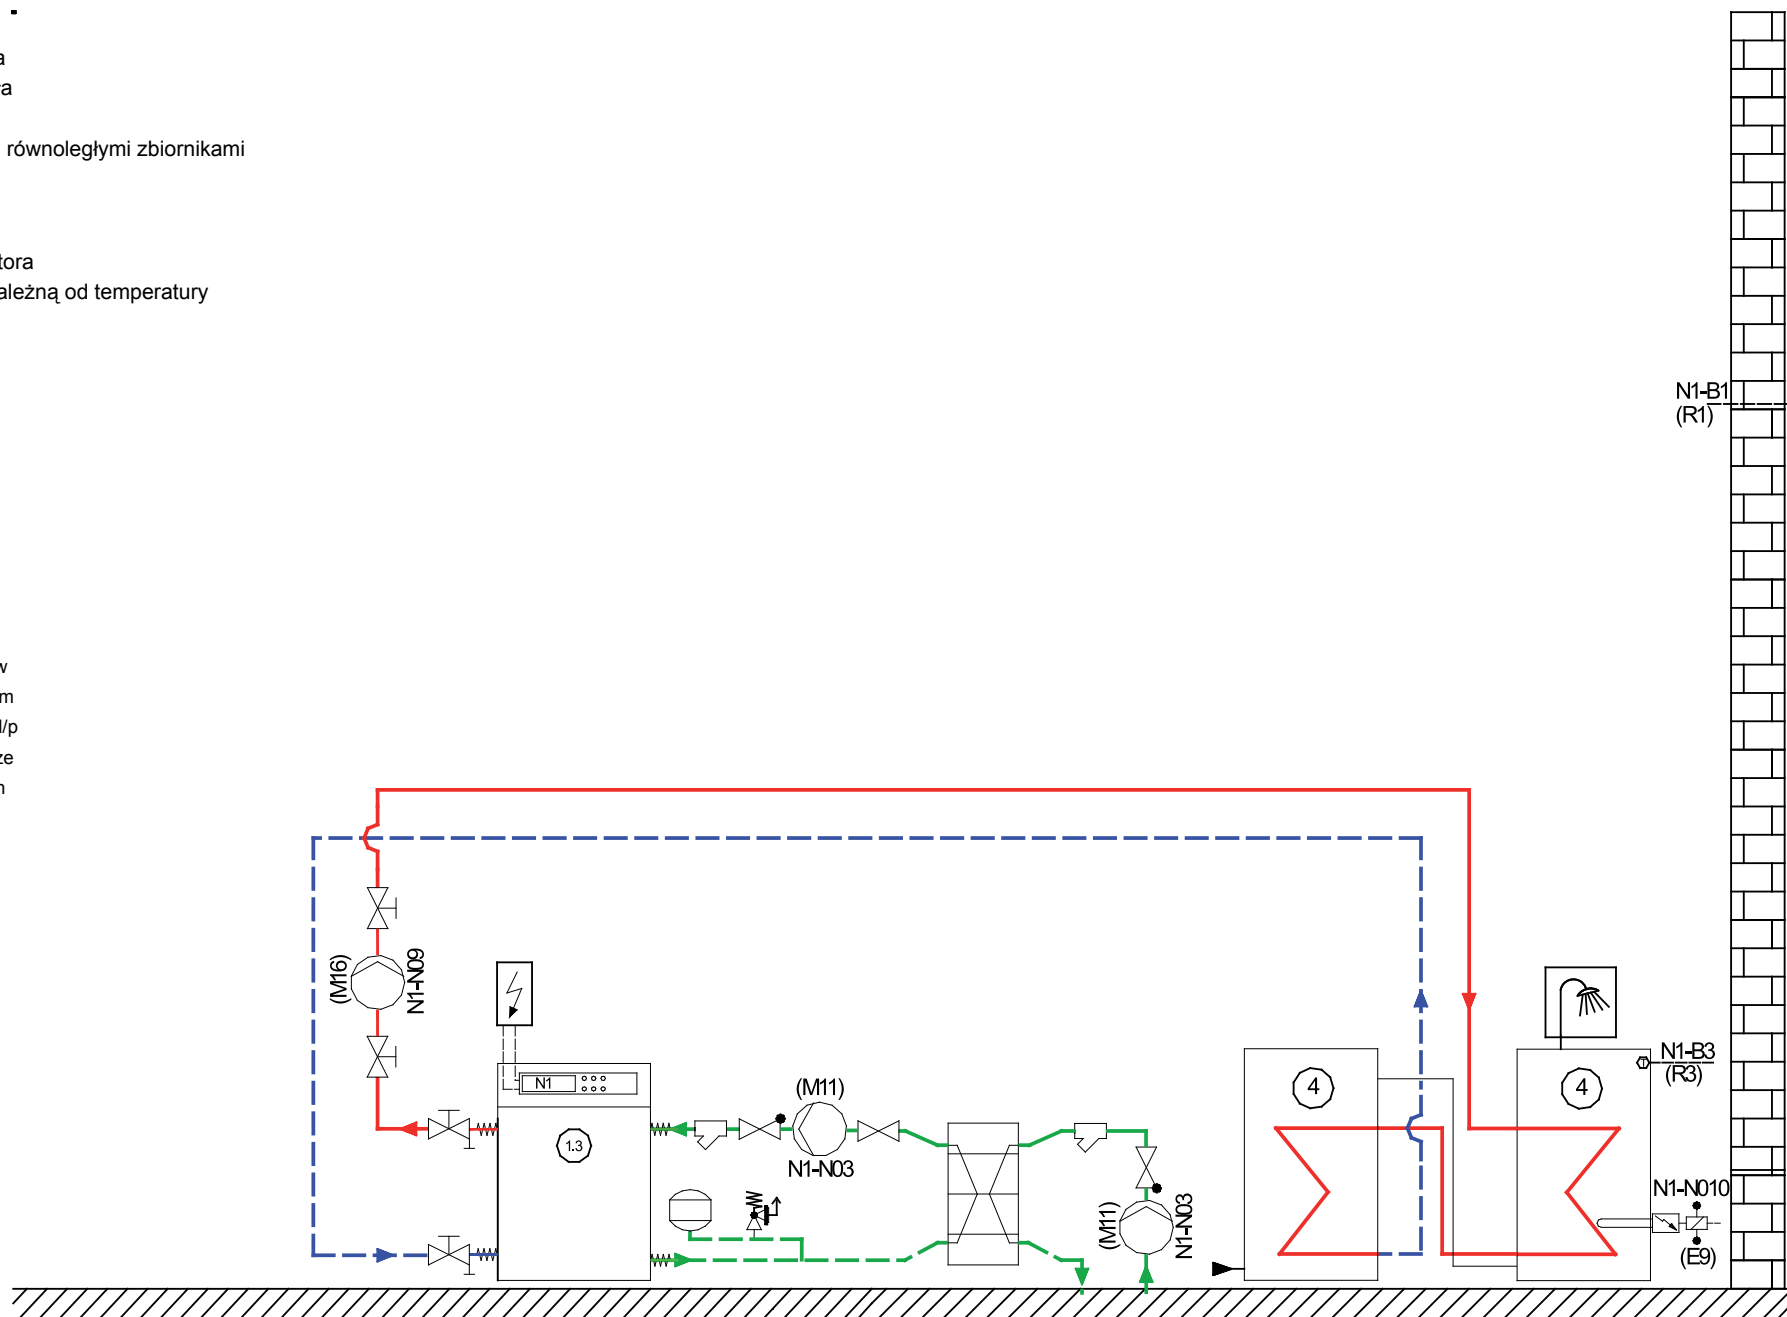 a
a
równoległymi zbiornikami
tora
ależną od temperatury
N1-B1
(R1)
w
m
l/p
ze
n
(M16)
N1-N09
N1
1.3
(M11)
N1-N03
(M11)
N1-N03
4
4
N1-B3
(R3)
N1-N010
(E9)